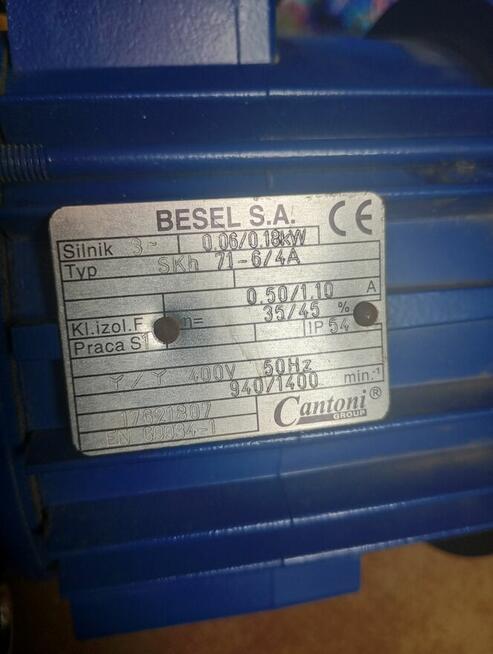 BESEL S.A. CE
Silnik 3~ 0.06/0.18kW
Typ SKh 71-6/4A
0.50/1.10 A
Kl.izol.F η= 35/45 %
Praca S1 IP 54
Y/Y 400V 50Hz
940/1400 min.-1
17621807
EN 60034-1
Cantoni®
GROUP